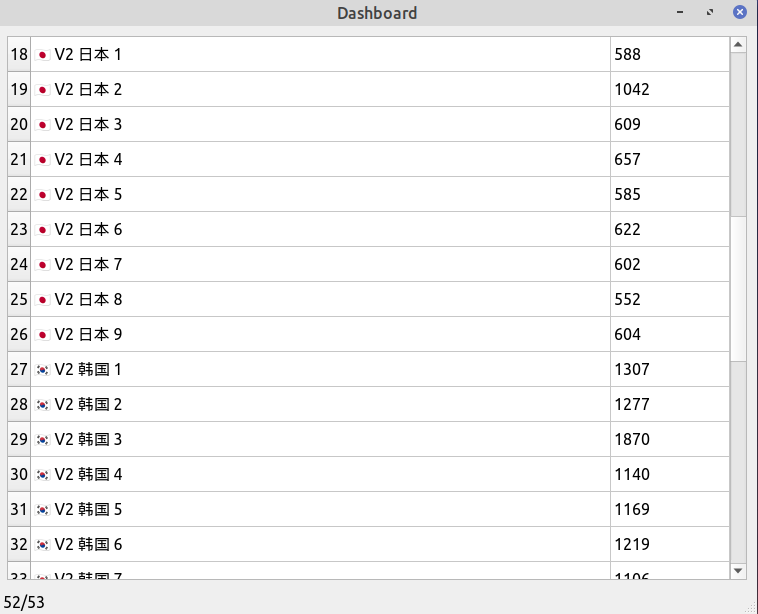 Dashboard
18 V2 日本 1 588
19 V2 日本 2 1042
20 V2 日本 3 609
21 V2 日本 4 657
22 V2 日本 5 585
23 V2 日本 6 622
24 V2 日本 7 602
25 V2 日本 8 552
26 V2 日本 9 604
27 V2 韩国 1 1307
28 V2 韩国 2 1277
29 V2 韩国 3 1870
30 V2 韩国 4 1140
31 V2 韩国 5 1169
32 V2 韩国 6 1219
33 V2 韩国 7 1106
52/53